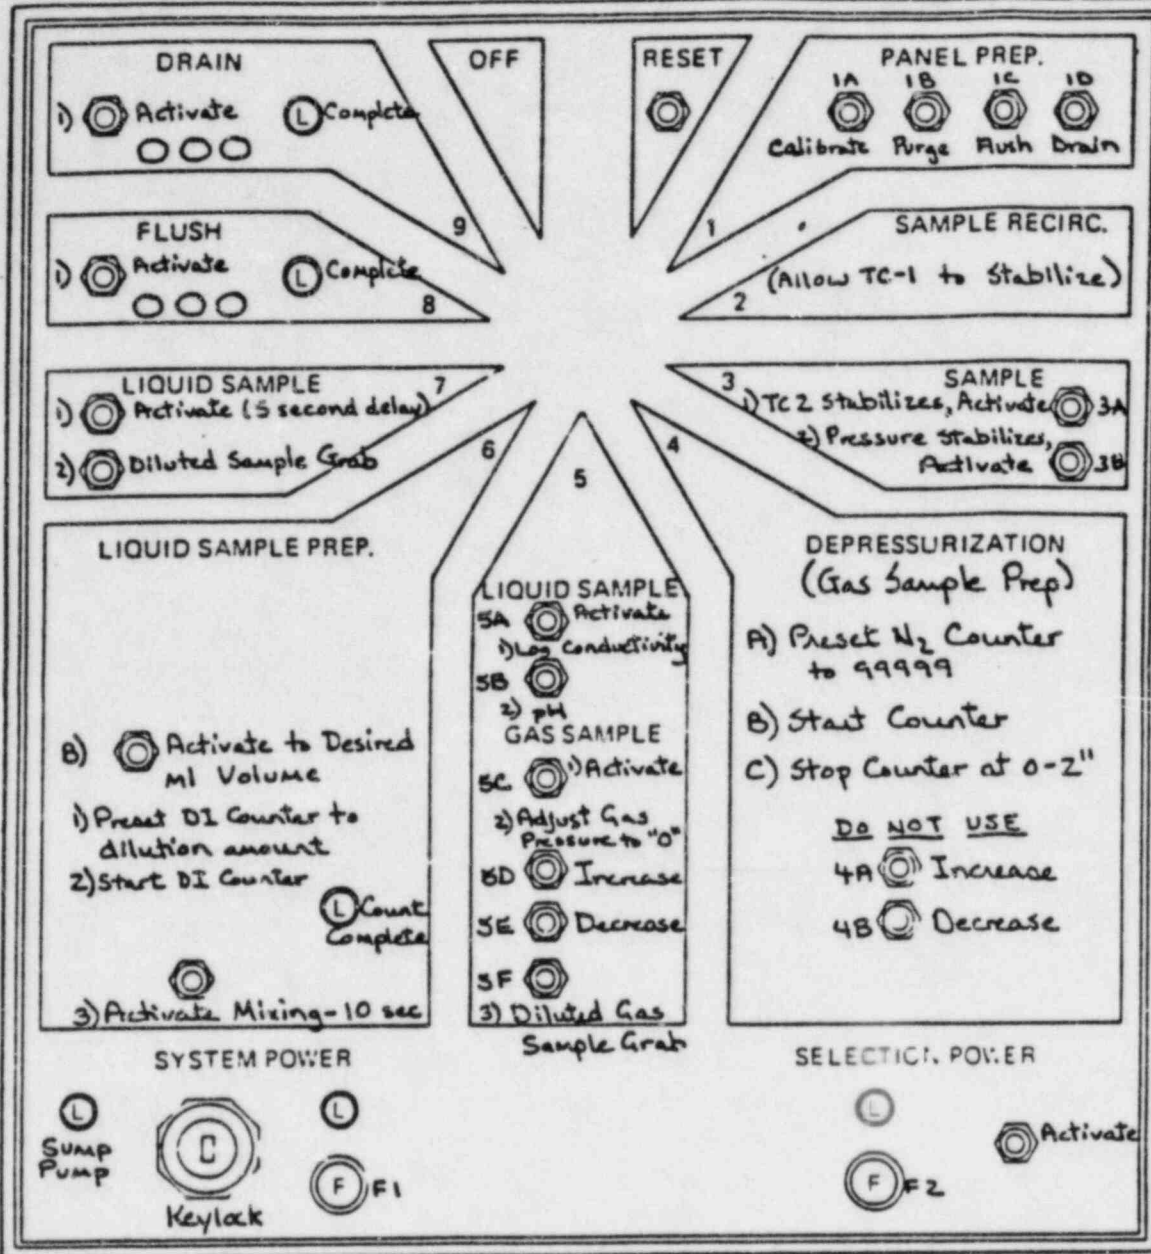 DRAIN
1) Activate
L Complete
9
OFF
RESET
PANEL PREP.
1A 1B 1C 1D
Calibrate Purge Flush Drain
1
FLUSH
1) Activate
L Complete
8
SAMPLE RECIRC.
(Allow TC-1 to Stabilize)
2
LIQUID SAMPLE
7
1) Activate (5 second delay)
2) Diluted Sample Grab
3
SAMPLE
1) TC 2 Stabilizes, Activate 3A
2) Pressure Stabilizes,
Activate 3B
6
LIQUID SAMPLE PREP.
B) Activate to Desired
ml Volume
1) Preset DI Counter to
dilution amount
2) Start DI Counter
L Count
Complete
3) Activate Mixing - 10 sec
5
LIQUID SAMPLE
5A Activate
1) Log Conductivity
5B
2) pH
GAS SAMPLE
5C 1) Activate
2) Adjust Gas
Pressure to "0"
5D Increase
5E Decrease
5F
3) Diluted Gas
Sample Grab
4
DEPRESSURIZATION
(Gas Sample Prep)
A) Preset N2 Counter
to 99999
B) Start Counter
C) Stop Counter at 0-2"
DO NOT USE
4A Increase
4B Decrease
SYSTEM POWER
L
Sump
Pump
Keylock
L
F F1
SELECTION POWER
L
F F2
Activate